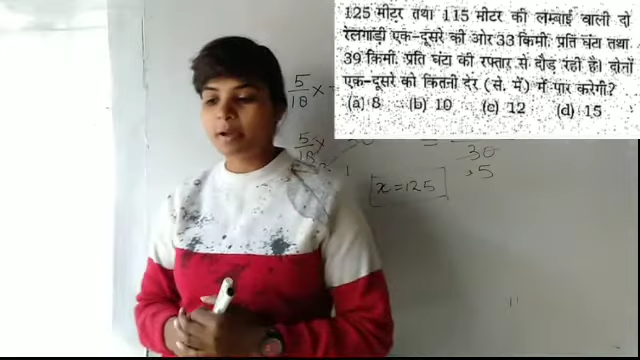 125 मीटर तथा 115 मीटर की लम्बाई वाली दो
रेलगाड़ी एक-दूसरे की ओर 33 किमी. प्रति घंटा तथा
39 किमी. प्रति घंटा की रफ्तार से दौड़ रही है। दोनों
एक-दूसरे को कितनी देर (से. में) में पार करेगी?
(a) 8 (b) 10 (c) 12 (d) 15
5/18 ×
5/18 ×
30
.5
[x=125]